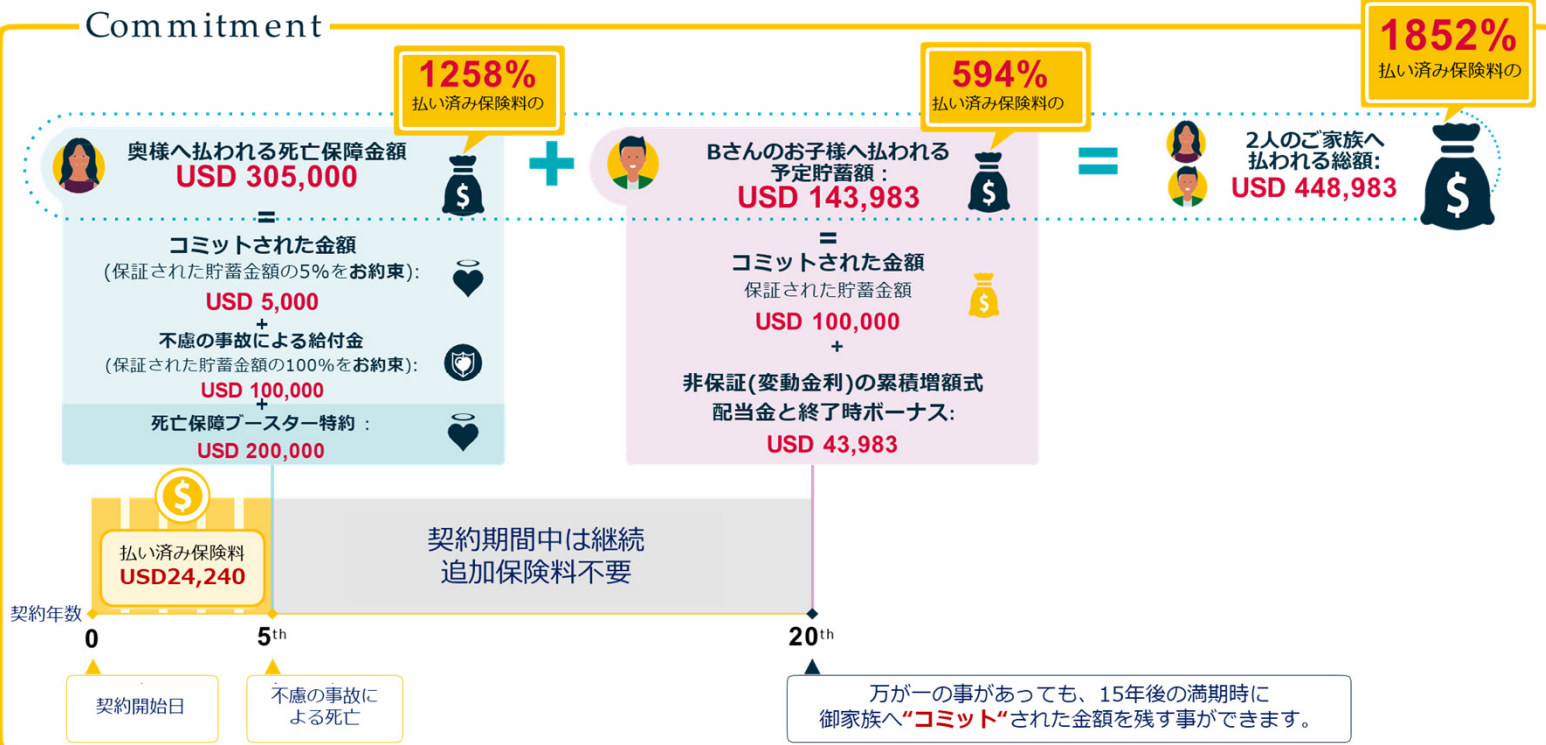 Commitment
1258%
払い済み保険料の
594%
払い済み保険料の
1852%
払い済み保険料の
奥様へ払われる死亡保障金額
USD 305,000
=
コミットされた金額
(保証された貯蓄金額の5%をお約束):
USD 5,000
+
不慮の事故による給付金
(保証された貯蓄金額の100%をお約束):
USD 100,000
+
死亡保障ブースター特約 :
USD 200,000
+
Bさんのお子様へ払われる
予定貯蓄額 :
USD 143,983
=
コミットされた金額
保証された貯蓄金額
USD 100,000
+
非保証(変動金利)の累積増額式
配当金と終了時ボーナス:
USD 43,983
=
2人のご家族へ
払われる総額:
USD 448,983
$
$
$
$
$
払い済み保険料
USD24,240
契約期間中は継続
追加保険料不要
契約年数
0
5th
20th
契約開始日
不慮の事故に
よる死亡
万が一の事があっても、15年後の満期時に
御家族へ“コミット“された金額を残す事ができます。